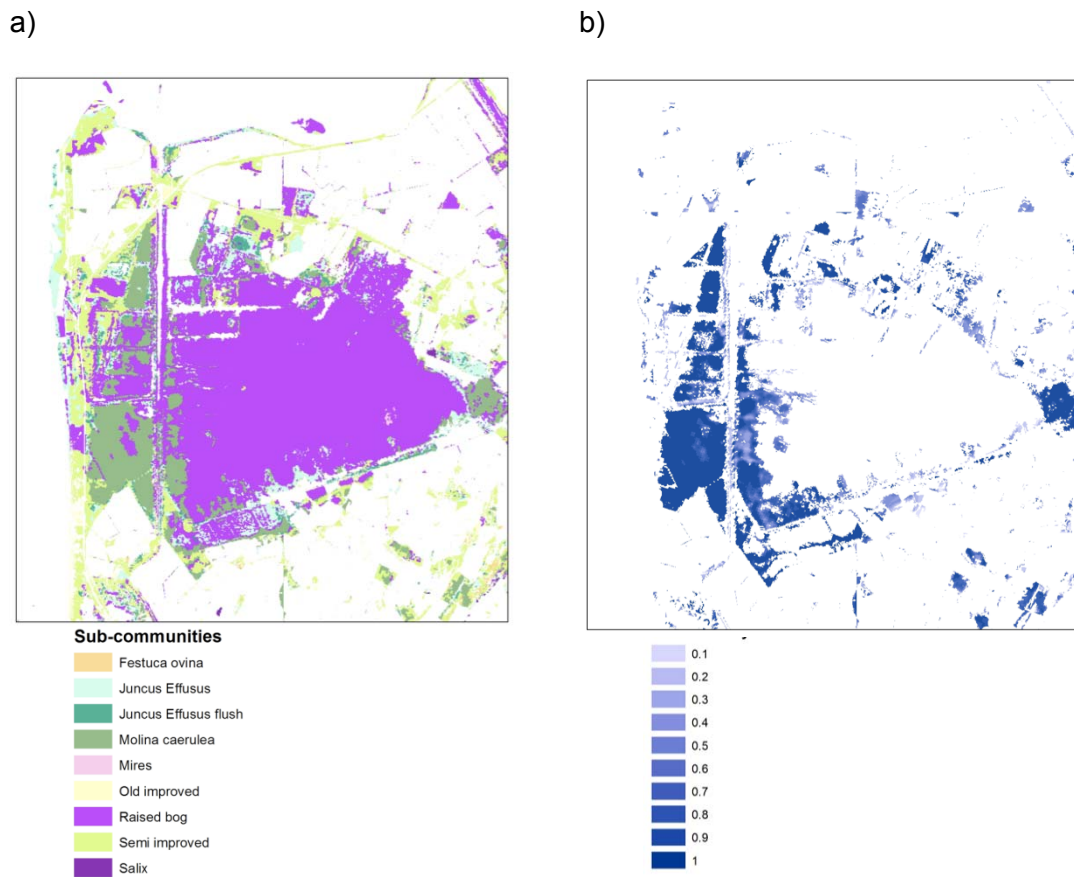 a)
b)
Sub-communities
Festuca ovina
Juncus Effusus
Juncus Effusus flush
Molina caerulea
Mires
Old improved
Raised bog
Semi improved
Salix
0.1
0.2
0.3
0.4
0.5
0.6
0.7
0.8
0.9
1